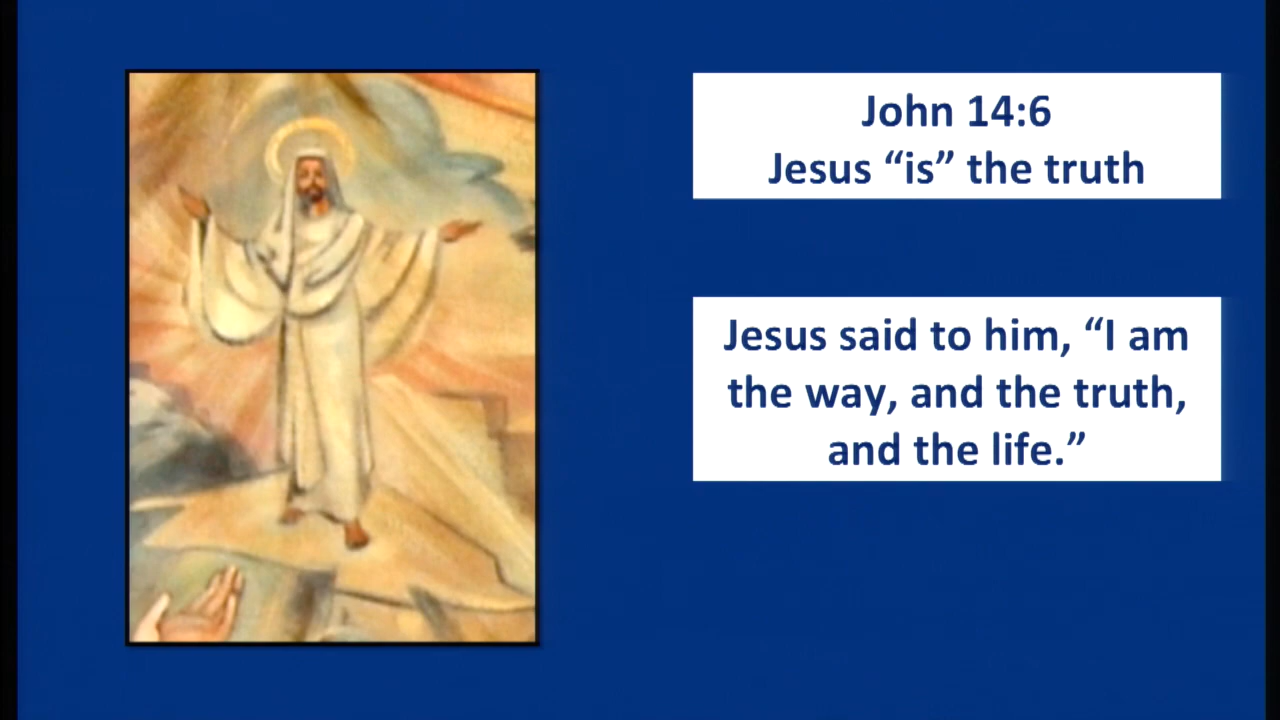 John 14:6
Jesus “is” the truth
Jesus said to him, “I am
the way, and the truth,
and the life.”